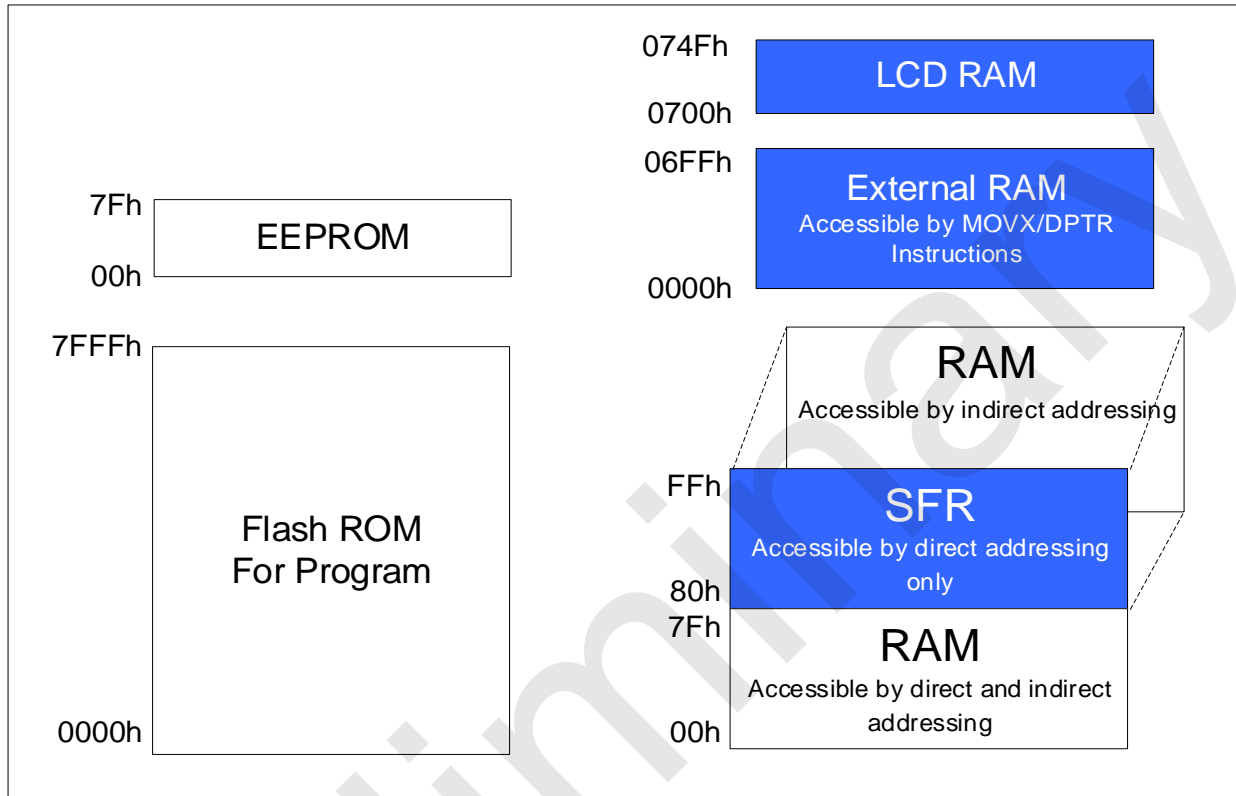 7Fh
EEPROM
00h
7FFFh
Flash ROM
For Program
0000h
074Fh
LCD RAM
0700h
06FFh
External RAM
Accessible by MOVX/DPTR
Instructions
0000h
RAM
Accessible by indirect addressing
FFh
SFR
Accessible by direct addressing
only
80h
7Fh
RAM
Accessible by direct and indirect
addressing
00h
liminary